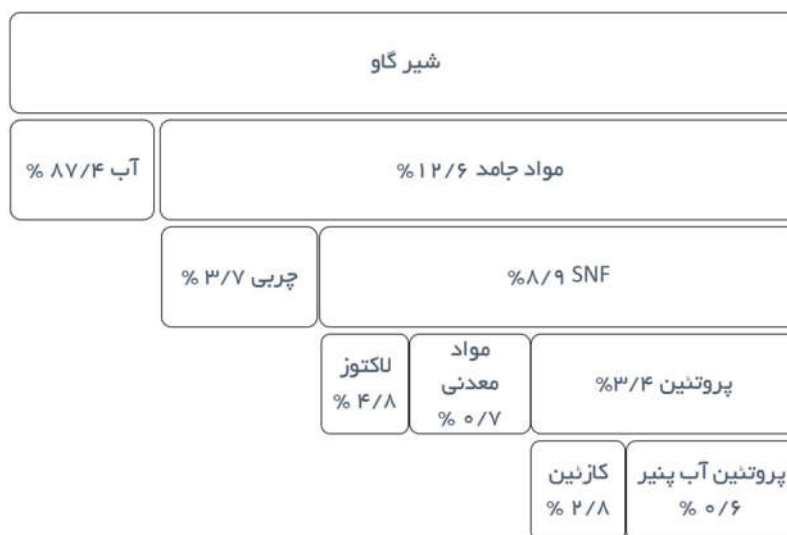 شیر گاو
مواد جامد ۱۲/۶%
آب ۸۷/۴ %
SNF ۸/۹%
چربی ۳/۷ %
پروتئین ۳/۴%
مواد
معدنی
۰/۷ %
لاکتوز
۴/۸ %
پروتئین آب پنیر
۰/۶ %
کازئین
۲/۸ %